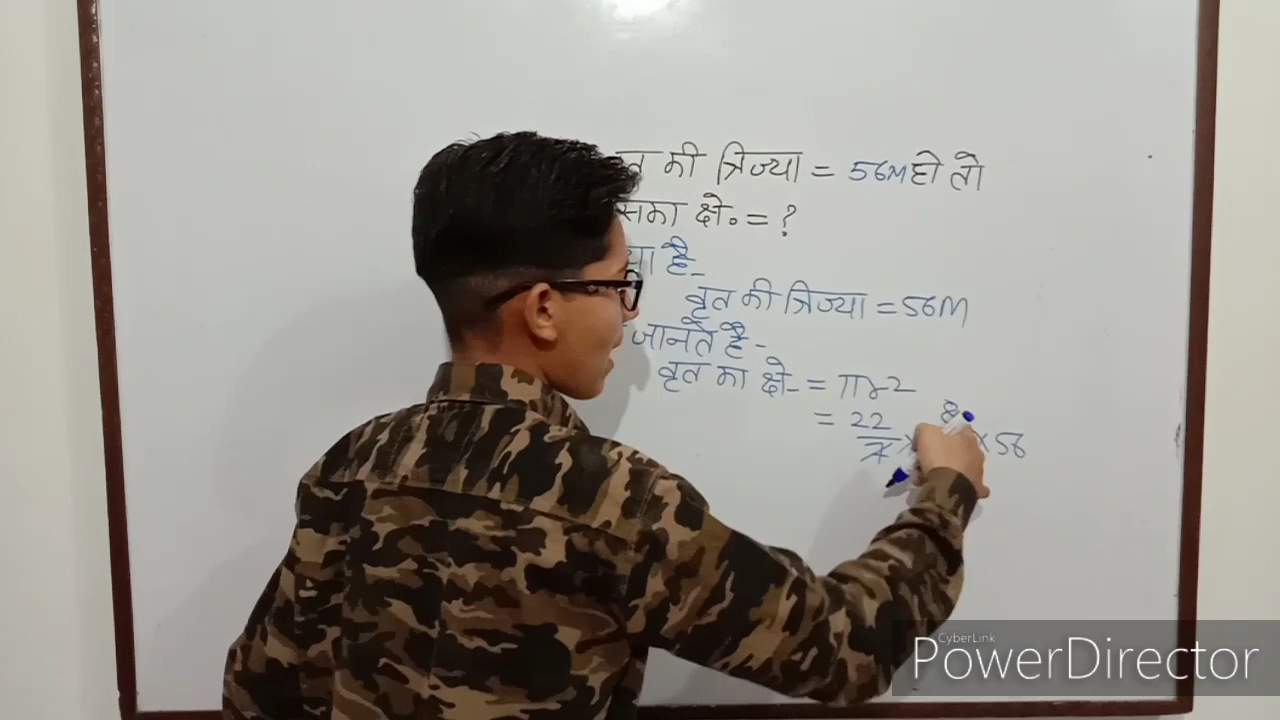 की त्रिज्या = 56M हो तो
क्षे० = ?
है-
वृत की त्रिज्या = 56M
जानते है-
वृत का क्षे- = πr2
= 22 8
7 × × 56
CyberLink
PowerDirector